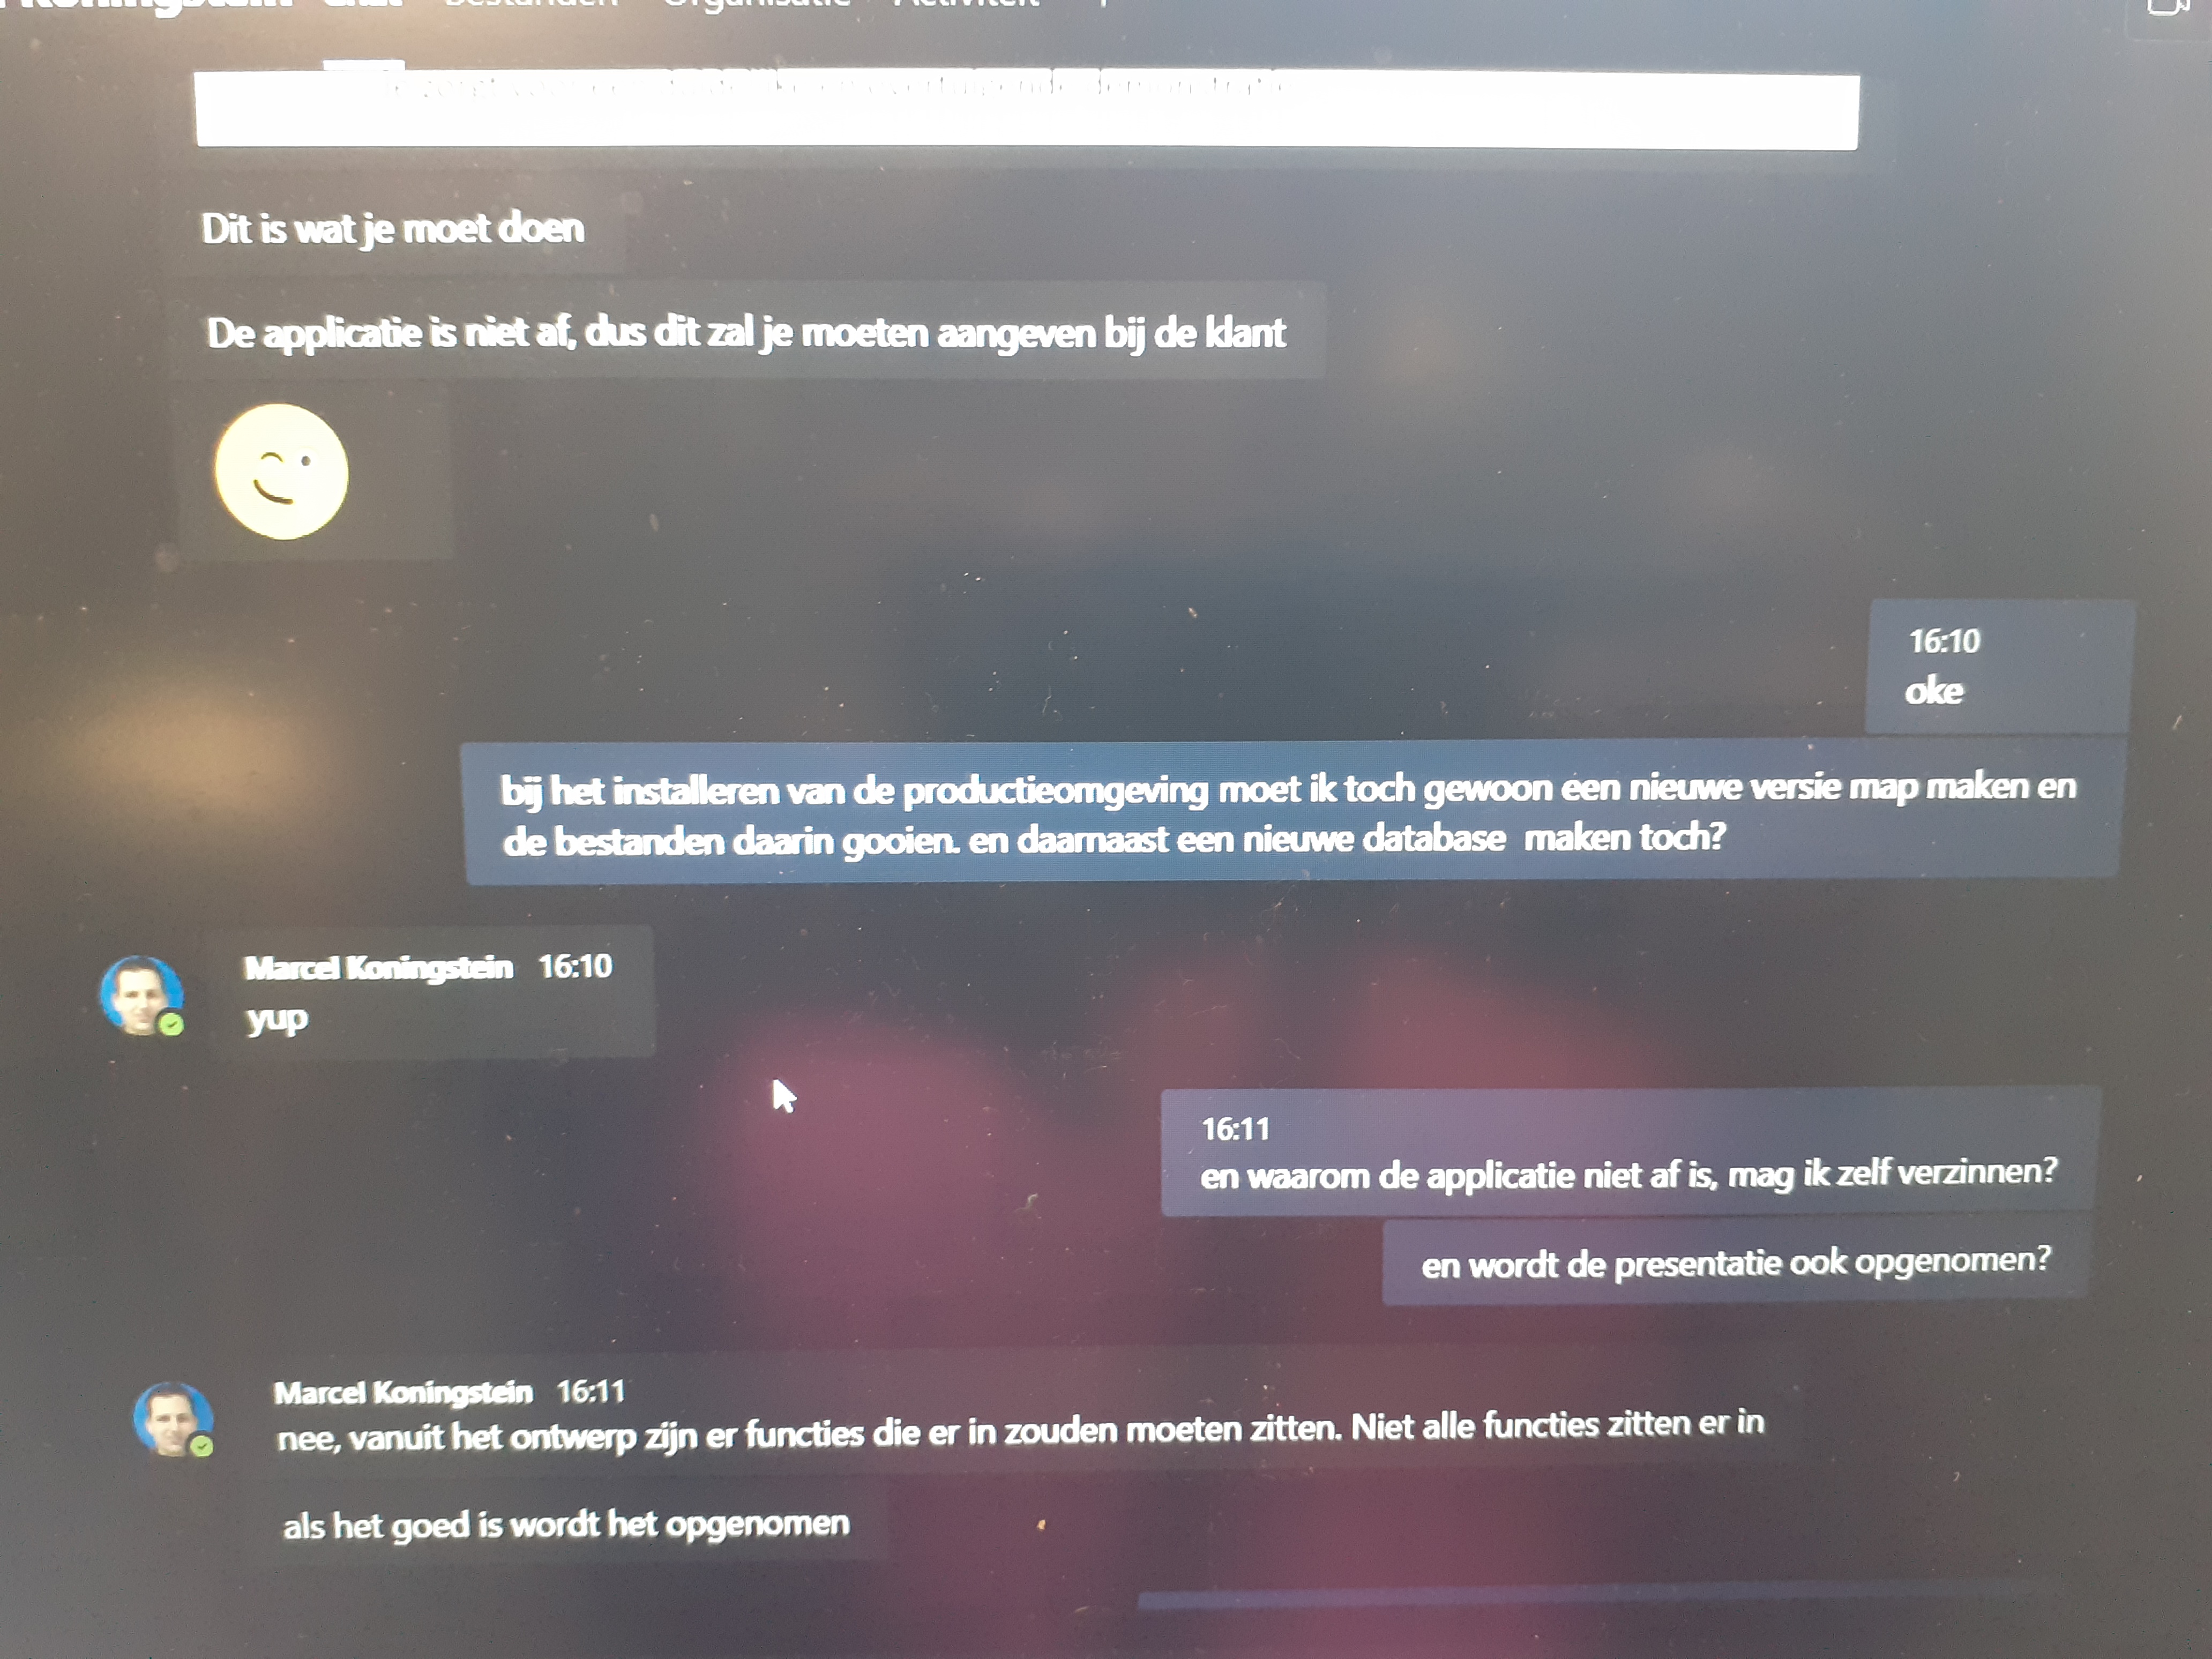 Koningstein Chat Bestanden Organisatie Activiteit
Dit is wat je moet doen
De applicatie is niet af, dus dit zal je moeten aangeven bij de klant
16:10
oke
bij het installeren van de productieomgeving moet ik toch gewoon een nieuwe versie map maken en
de bestanden daarin gooien. en daarnaast een nieuwe database maken toch?
Marcel Koningstein 16:10
yup
16:11
en waarom de applicatie niet af is, mag ik zelf verzinnen?
en wordt de presentatie ook opgenomen?
Marcel Koningstein 16:11
nee, vanuit het ontwerp zijn er functies die er in zouden moeten zitten. Niet alle functies zitten er in
als het goed is wordt het opgenomen